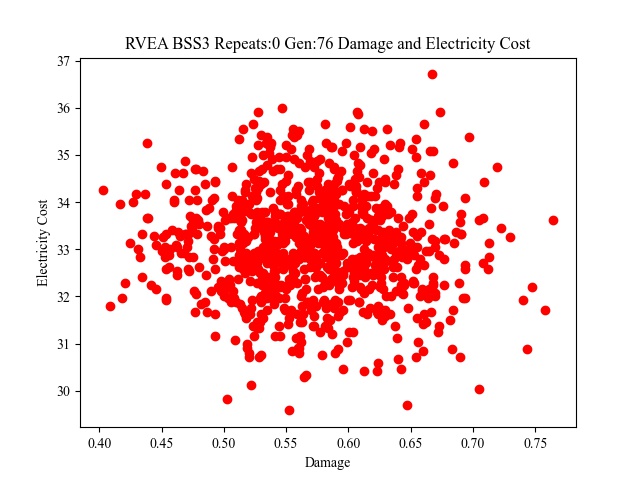 RVEA BSS3 Repeats:0 Gen:76 Damage and Electricity Cost
37
36
35
34
33
32
31
30
Electricity Cost
0.40 0.45 0.50 0.55 0.60 0.65 0.70 0.75
Damage